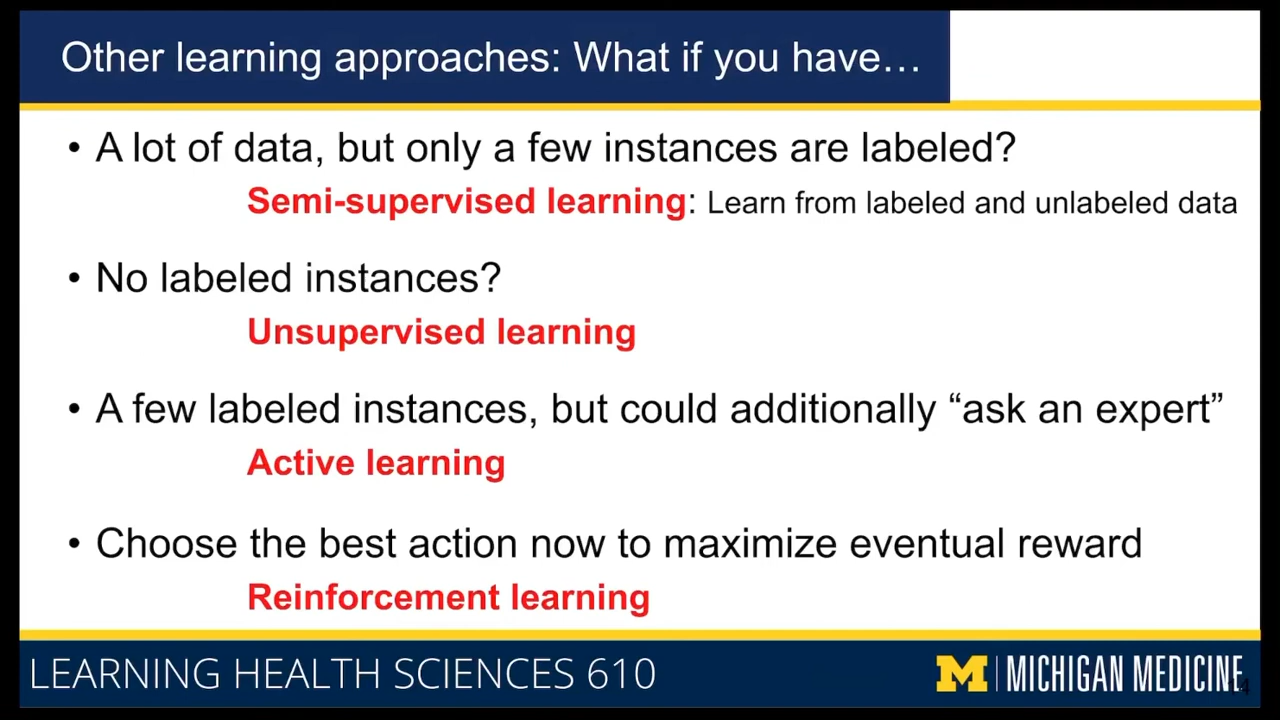 Other learning approaches: What if you have…
• A lot of data, but only a few instances are labeled?
Semi-supervised learning: Learn from labeled and unlabeled data
• No labeled instances?
Unsupervised learning
• A few labeled instances, but could additionally “ask an expert”
Active learning
• Choose the best action now to maximize eventual reward
Reinforcement learning
LEARNING HEALTH SCIENCES 610
M | MICHIGAN MEDICINE